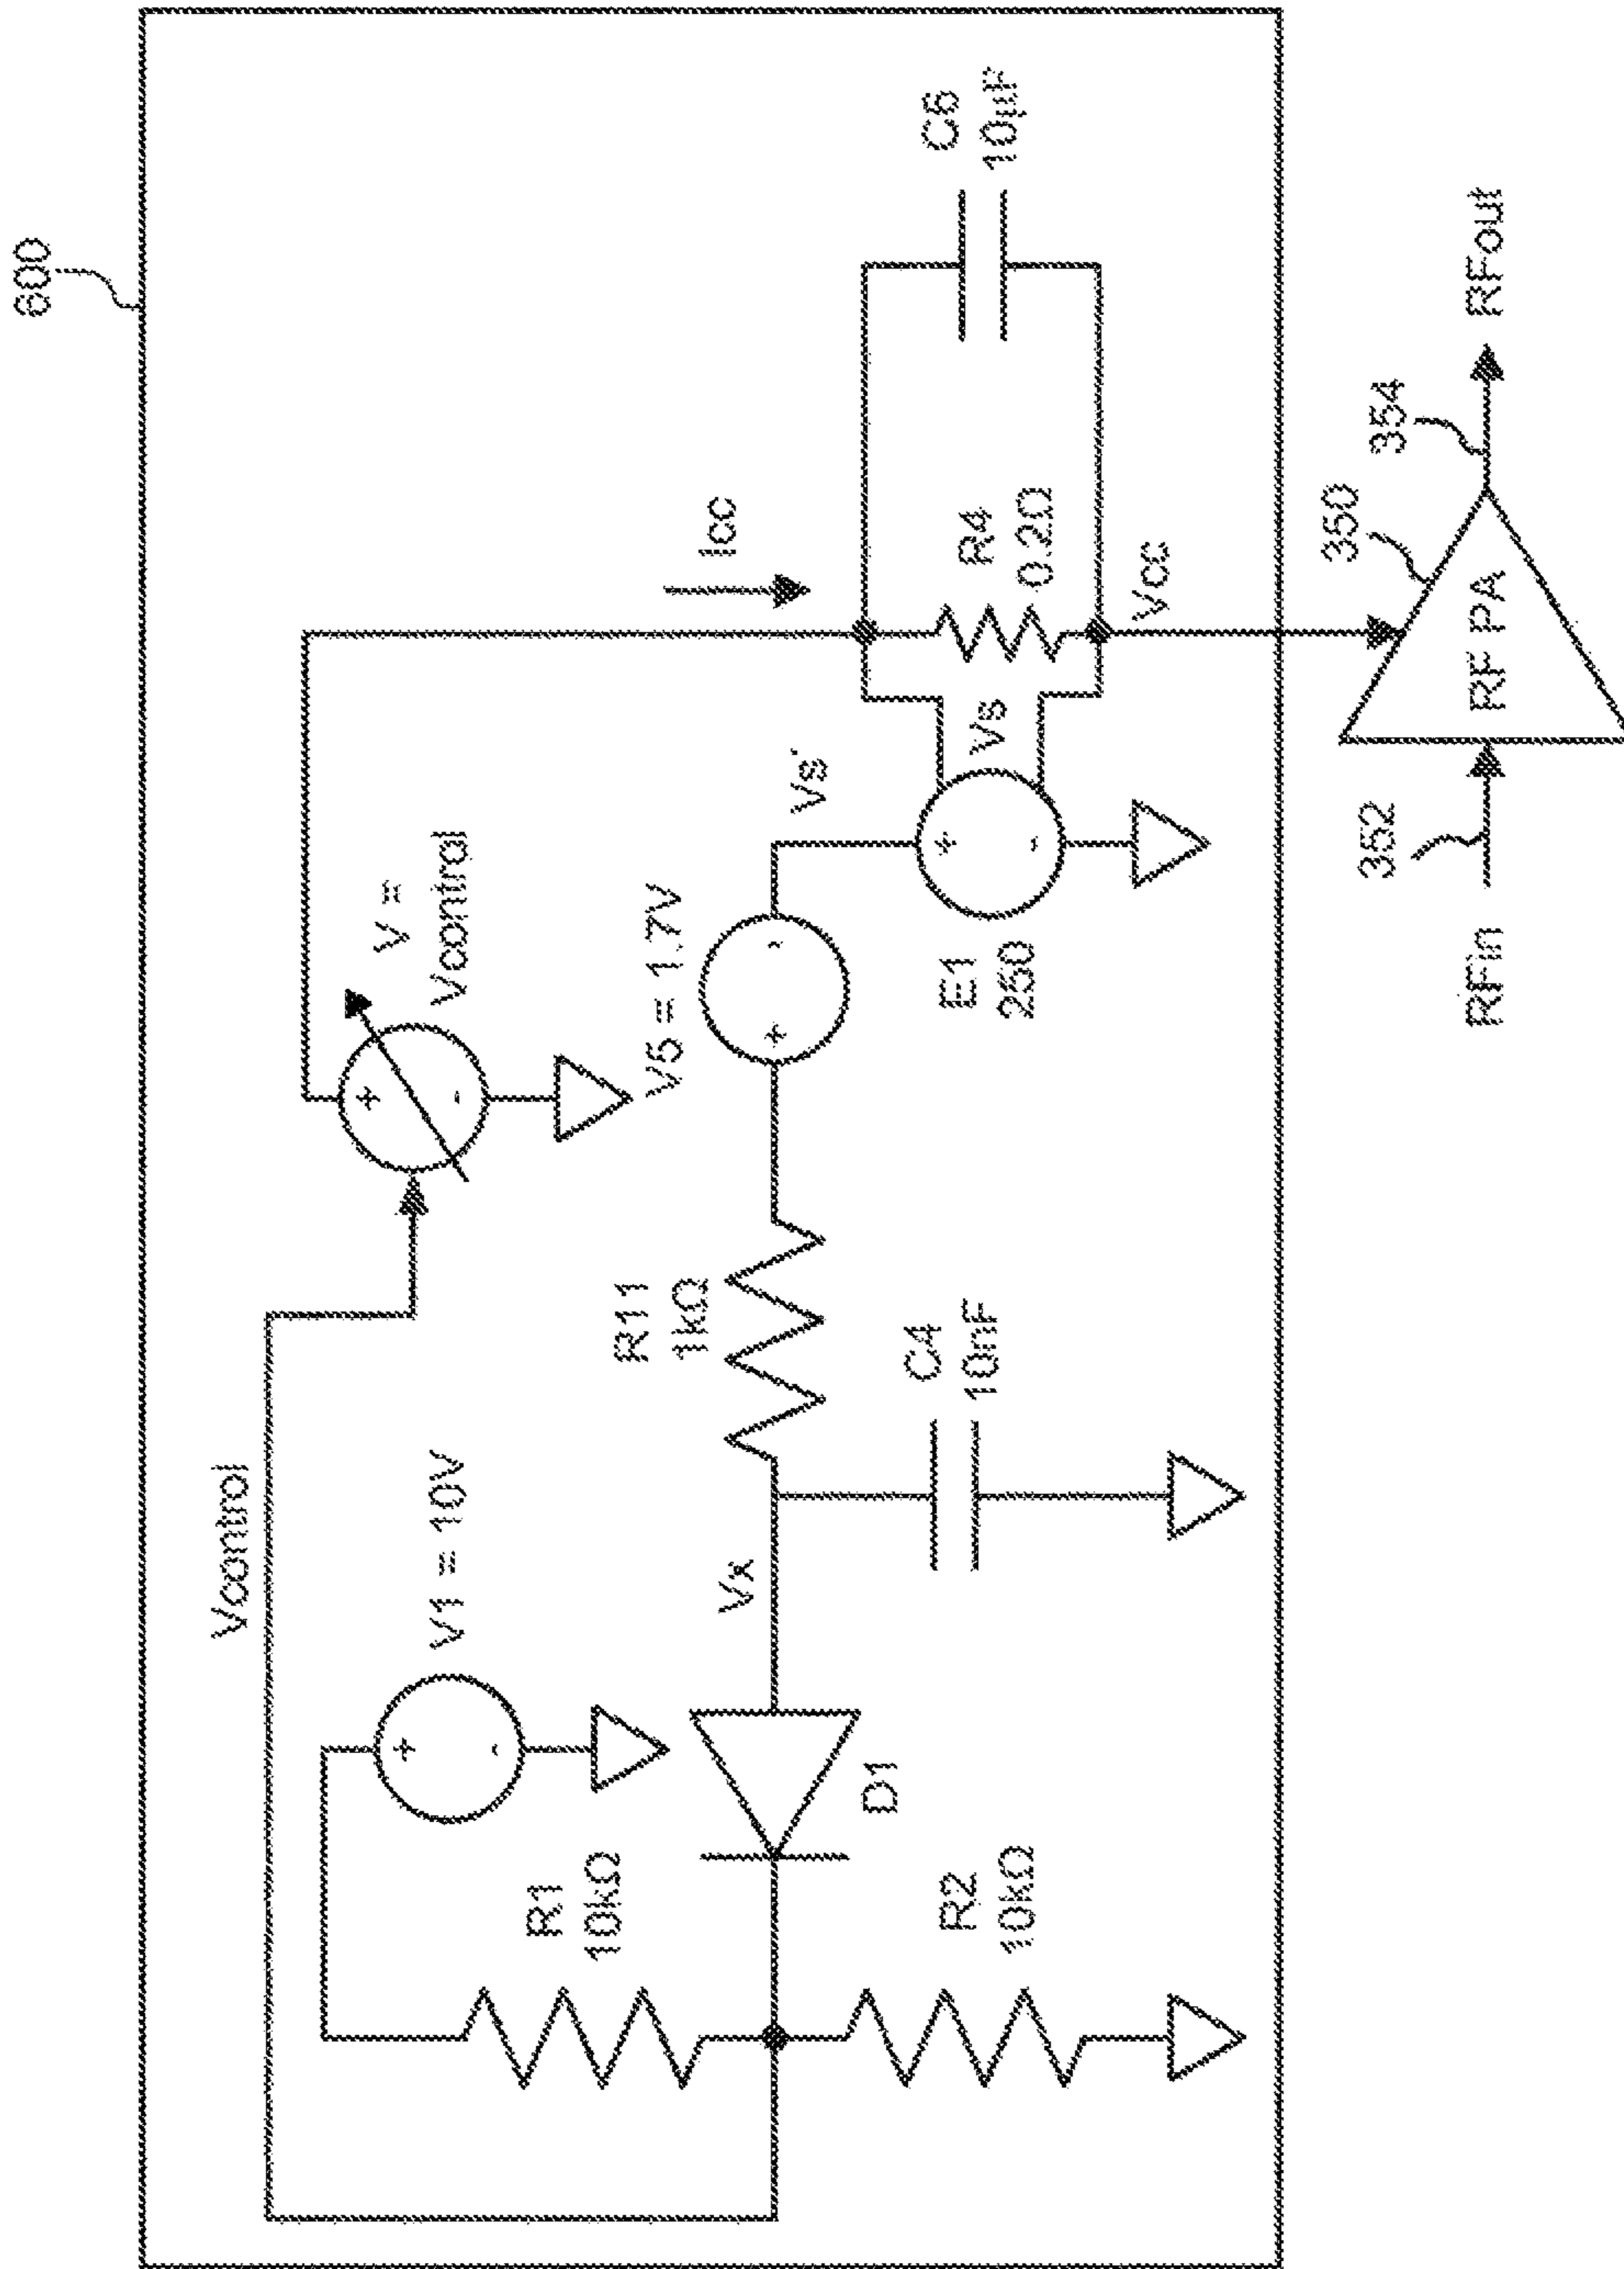 600
Vcontrol
V1 = 10V
R1
10kΩ
D1
R2
10kΩ
Vx
C4
10nF
R11
1kΩ
V5 = 1.7V
V =
Vcontrol
Vs'
E1
250
Vs
Icc
R4
0.2Ω
C6
10µF
Vcc
RFin
352
RF PA
350
354
RFout
+
-
+
-
+
-
+
-